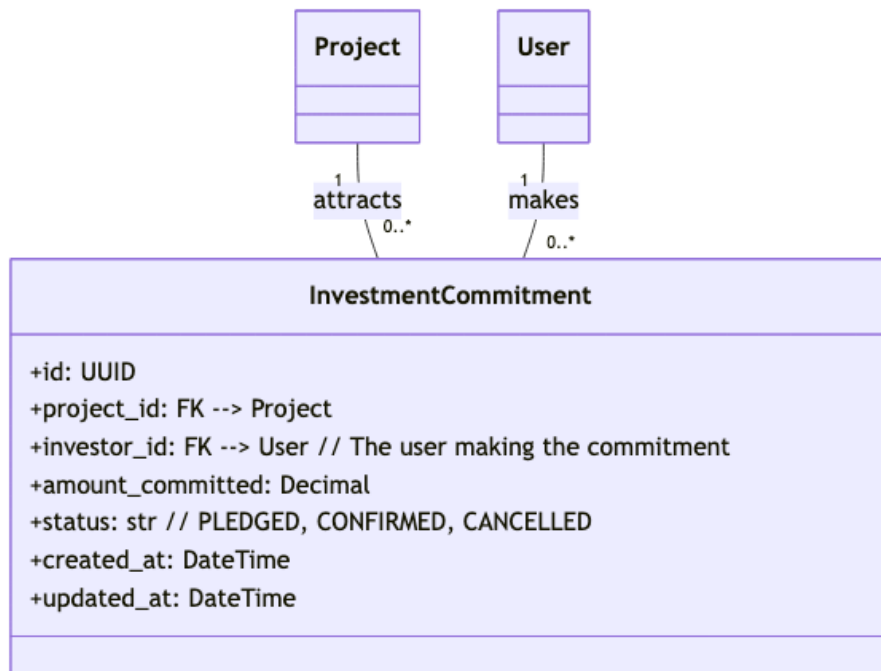 Project
User
1
attracts
0..*
1
makes
0..*
InvestmentCommitment
+id: UUID
+project_id: FK --> Project
+investor_id: FK --> User // The user making the commitment
+amount_committed: Decimal
+status: str // PLEDGED, CONFIRMED, CANCELLED
+created_at: DateTime
+updated_at: DateTime